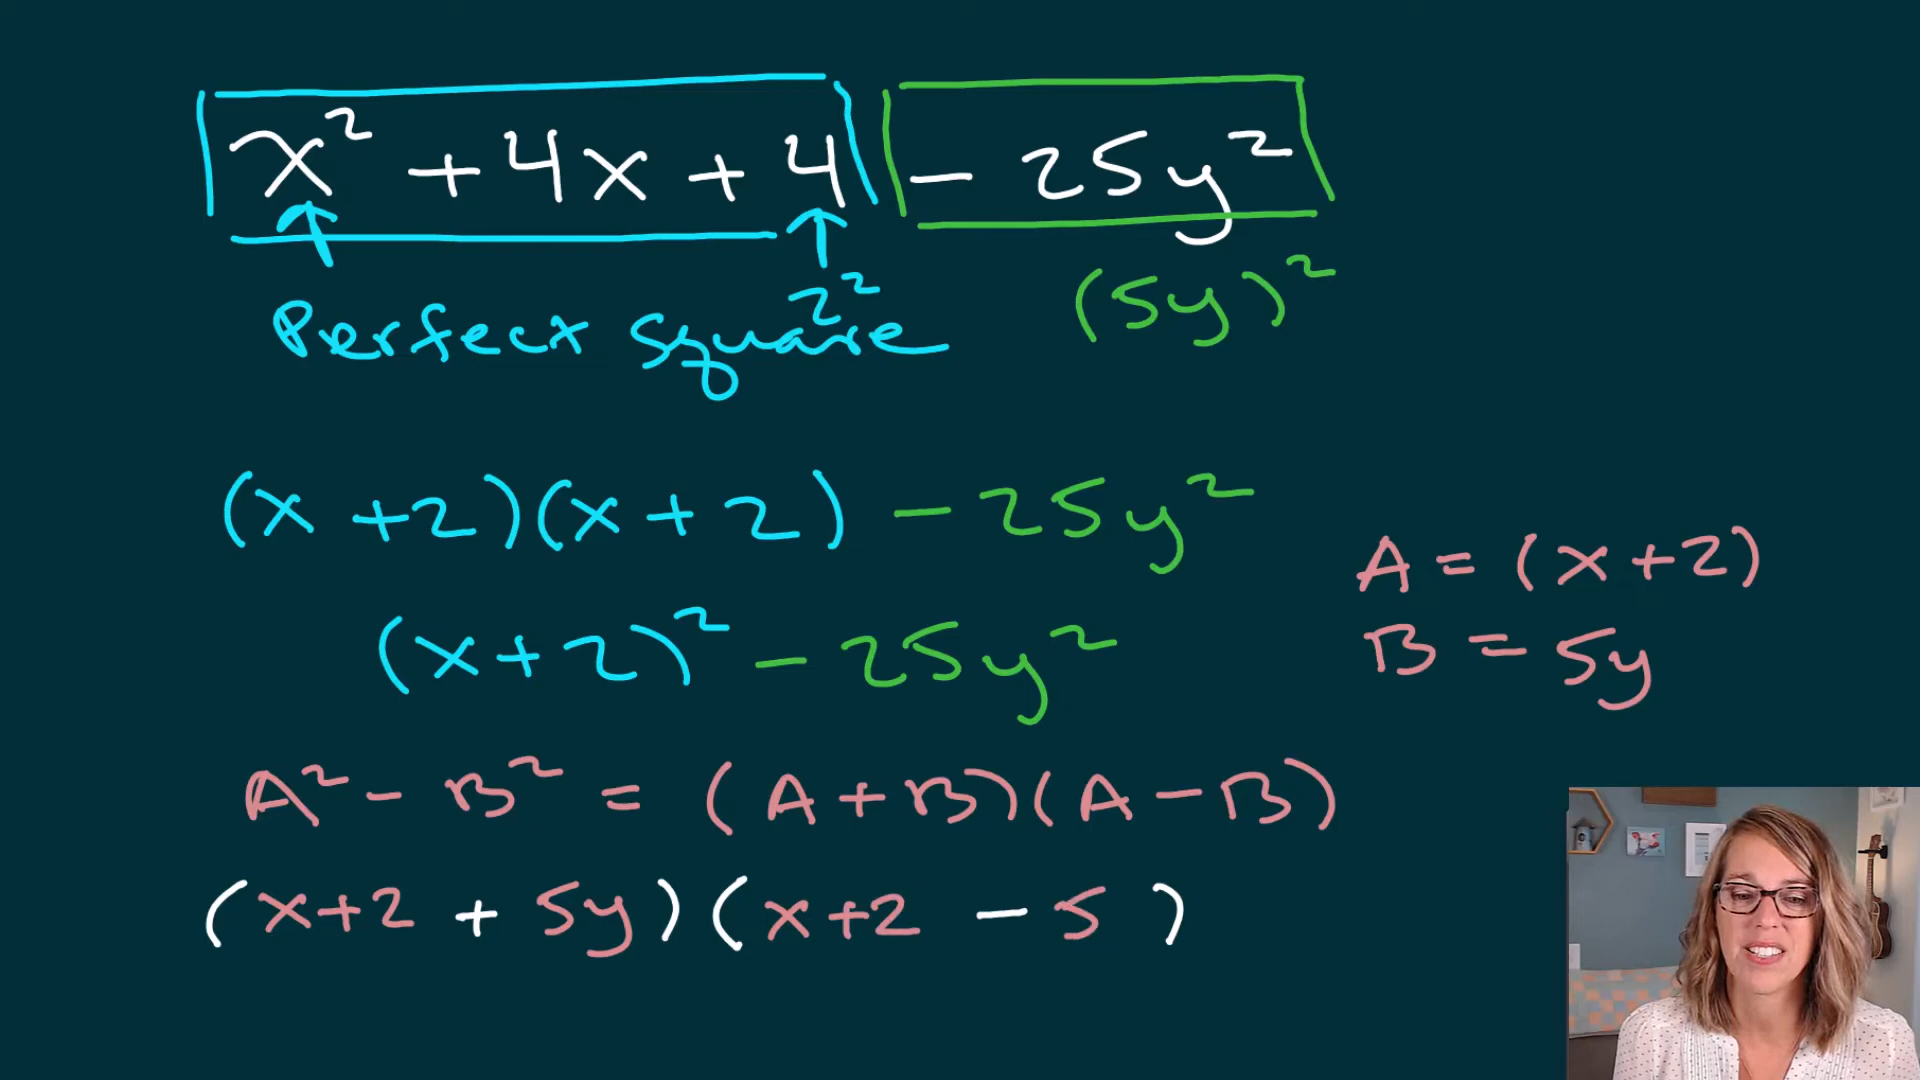 x² + 4x + 4 - 25y²
2²
Perfect square
(5y)²
(x + 2)(x + 2) - 25y²
(x + 2)² - 25y²
A = (x + 2)
B = 5y
A² - B² = (A + B)(A - B)
(x + 2 + 5y)(x + 2 - 5 )